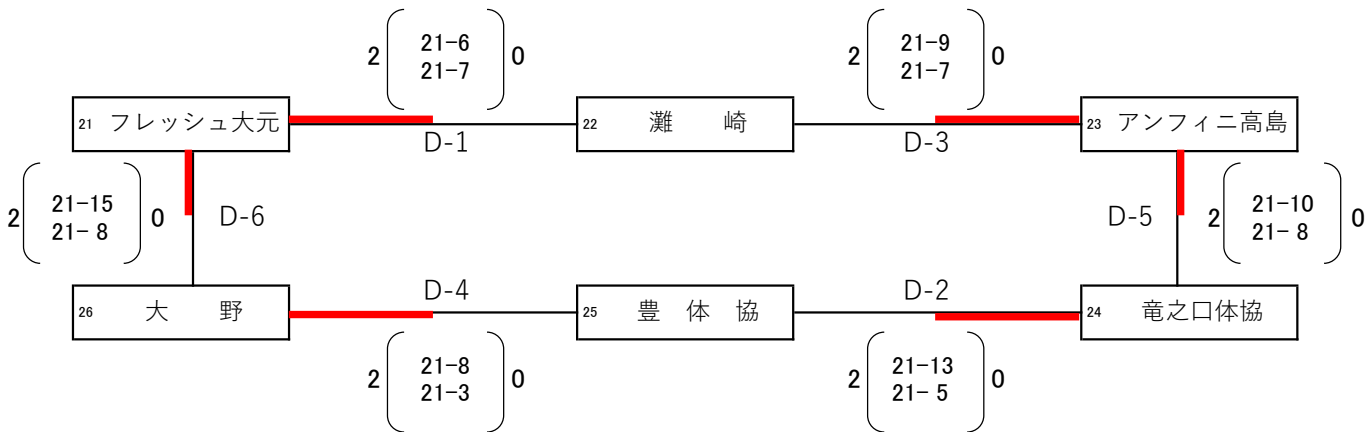 2 21-6 0
21-7
2 21-9 0
21-7
21 フレッシュ大元
22 灘 崎
23 アンフィニ高島
D-1
D-3
2 21-15 0
21- 8
D-6
D-5
2 21-10 0
21- 8
26 大 野
D-4
25 豊 体 協
D-2
24 竜之口体協
2 21-8 0
21-3
2 21-13 0
21- 5